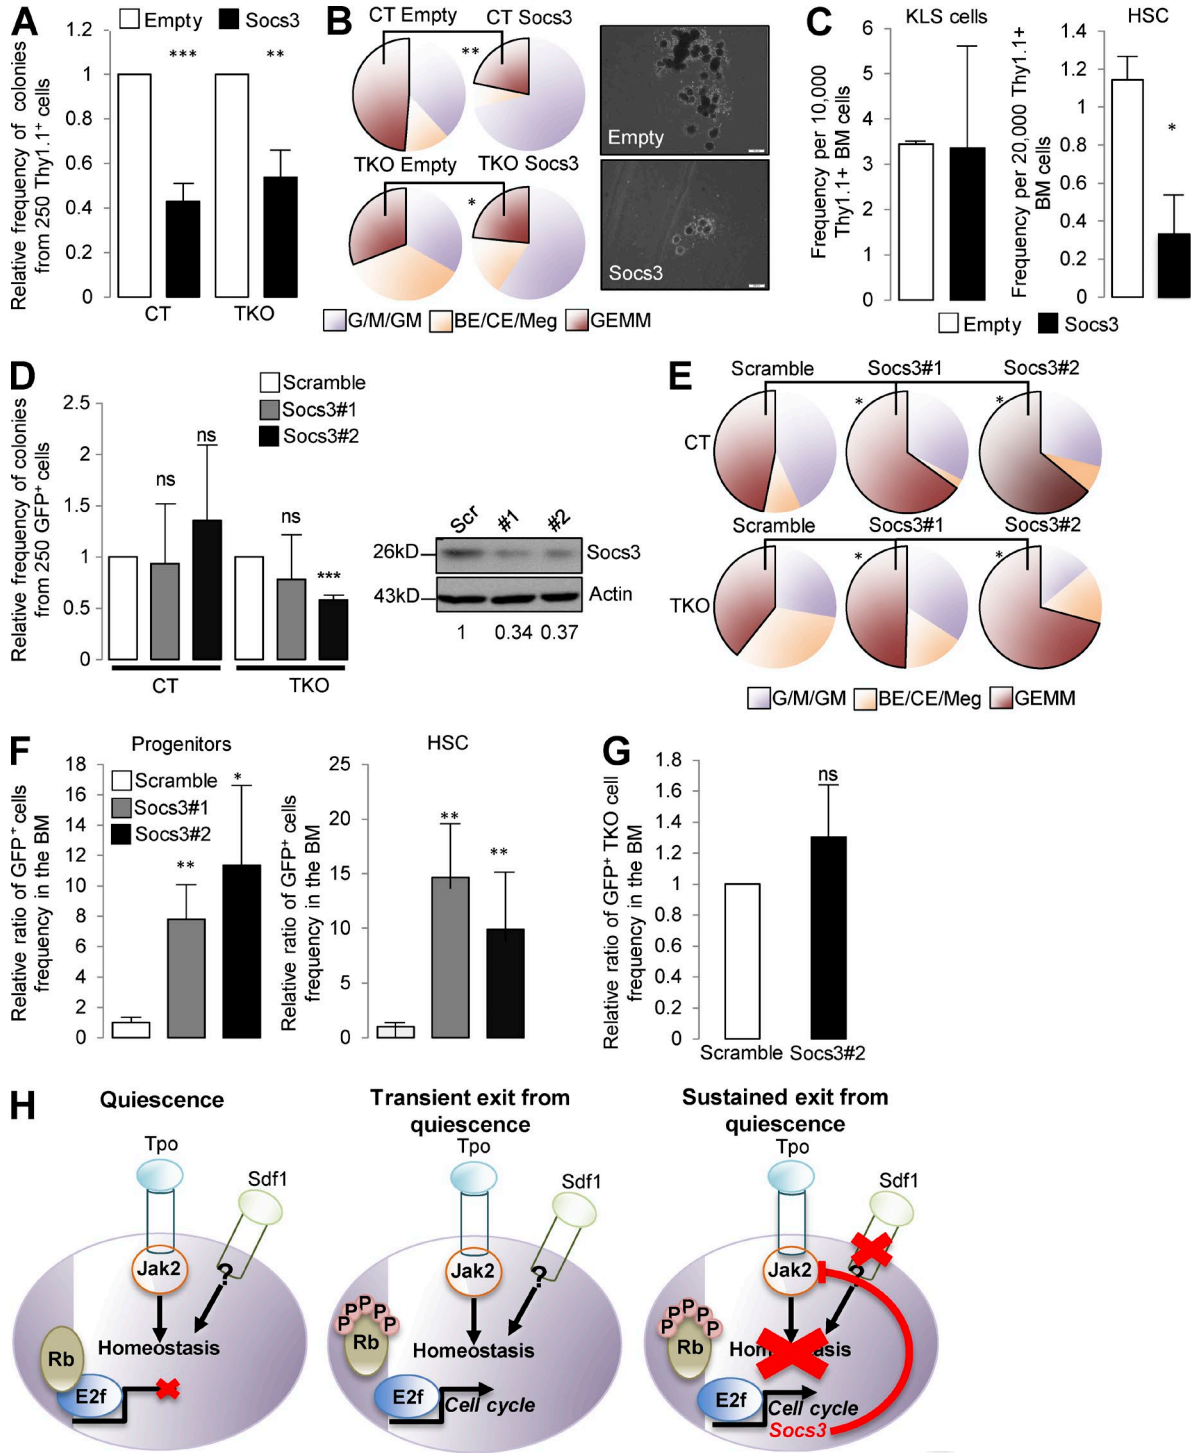 A
Empty
Socs3
Relative frequency of colonies
from 250 Thy1.1⁺ cells
1.2
1
0.8
0.6
0.4
0.2
0
***
**
CT
TKO
B
CT Empty
CT Socs3
**
TKO Empty
TKO Socs3
*
G/M/GM
BE/CE/Meg
GEMM
Empty
Socs3
C
KLS cells
HSC
Frequency per 10,000
Thy1.1+ BM cells
6
5
4
3
2
1
0
Frequency per 20,000 Thy1.1+
BM cells
1.4
1.2
1
0.8
0.6
0.4
0.2
0
*
Empty
Socs3
D
Scramble
Socs3#1
Socs3#2
Relative frequency of colonies
from 250 GFP⁺ cells
2.5
2
1.5
1
0.5
0
ns
ns
ns
***
CT
TKO
Scr
#1
#2
26kD
Socs3
43kD
Actin
1
0.34
0.37
E
Scramble
Socs3#1
Socs3#2
CT
*
*
Scramble
Socs3#1
Socs3#2
TKO
*
*
G/M/GM
BE/CE/Meg
GEMM
F
Progenitors
Scramble
Socs3#1
Socs3#2
Relative ratio of GFP⁺ cells
frequency in the BM
18
16
14
12
10
8
6
4
2
0
**
*
HSC
Relative ratio of GFP⁺ cells
frequency in the BM
25
20
15
10
5
0
**
**
G
Relative ratio of GFP⁺ TKO cell
frequency in the BM
1.8
1.6
1.4
1.2
1
0.8
0.6
0.4
0.2
0
ns
Scramble
Socs3#2
H
Quiescence
Tpo
Sdf1
Jak2
?
Homeostasis
Rb
E2f
Transient exit from
quiescence
Tpo
Sdf1
Jak2
?
P P P P
Rb
Homeostasis
E2f
Cell cycle
Sustained exit from
quiescence
Tpo
Sdf1
Jak2
?
P P P P
Rb
E2f
Cell cycle
Socs3